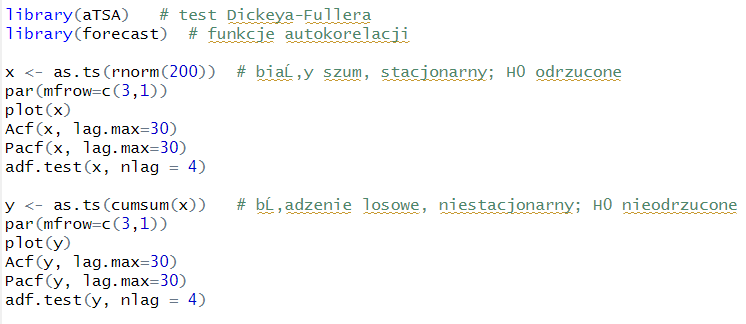 library(aTSA)   # test Dickeya-Fullera
library(forecast)  # funkcje autokorelacji
x <- as.ts(rnorm(200))  # biaĹ‚y szum, stacjonarny; H0 odrzucone
par(mfrow=c(3,1))
plot(x)
Acf(x, lag.max=30)
Pacf(x, lag.max=30)
adf.test(x, nlag = 4)
y <- as.ts(cumsum(x))   # bĹ‚adzenie losowe, niestacjonarny; H0 nieodrzucone
par(mfrow=c(3,1))
plot(y)
Acf(y, lag.max=30)
Pacf(y, lag.max=30)
adf.test(y, nlag = 4)